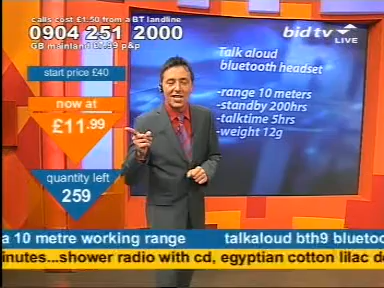 calls cost £1.50 from a BT landline
0904 251 2000
GB mainland £7.99 p&p
bid tv
LIVE
start price £40
now at
£11.99
quantity left
259
Talk aloud
bluetooth headset
-range 10 meters
-standby 200hrs
-talktime 5hrs
-weight 12g
a 10 metre working range talkaloud bth9 bluetoo
inutes...shower radio with cd, egyptian cotton lilac d